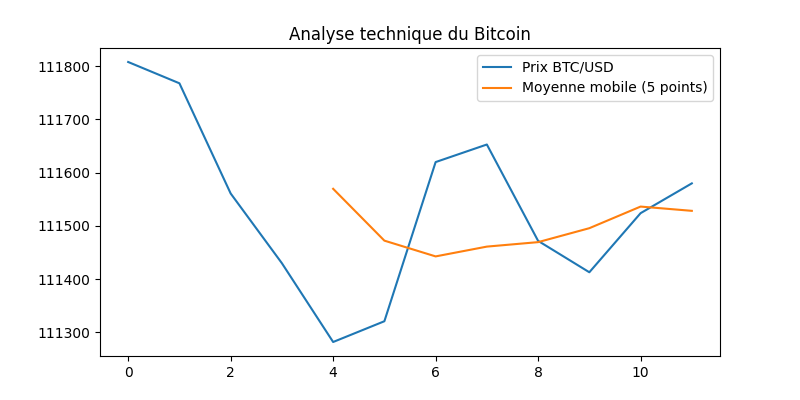 Analyse technique du Bitcoin
Prix BTC/USD
Moyenne mobile (5 points)
111800
111700
111600
111500
111400
111300
0 2 4 6 8 10